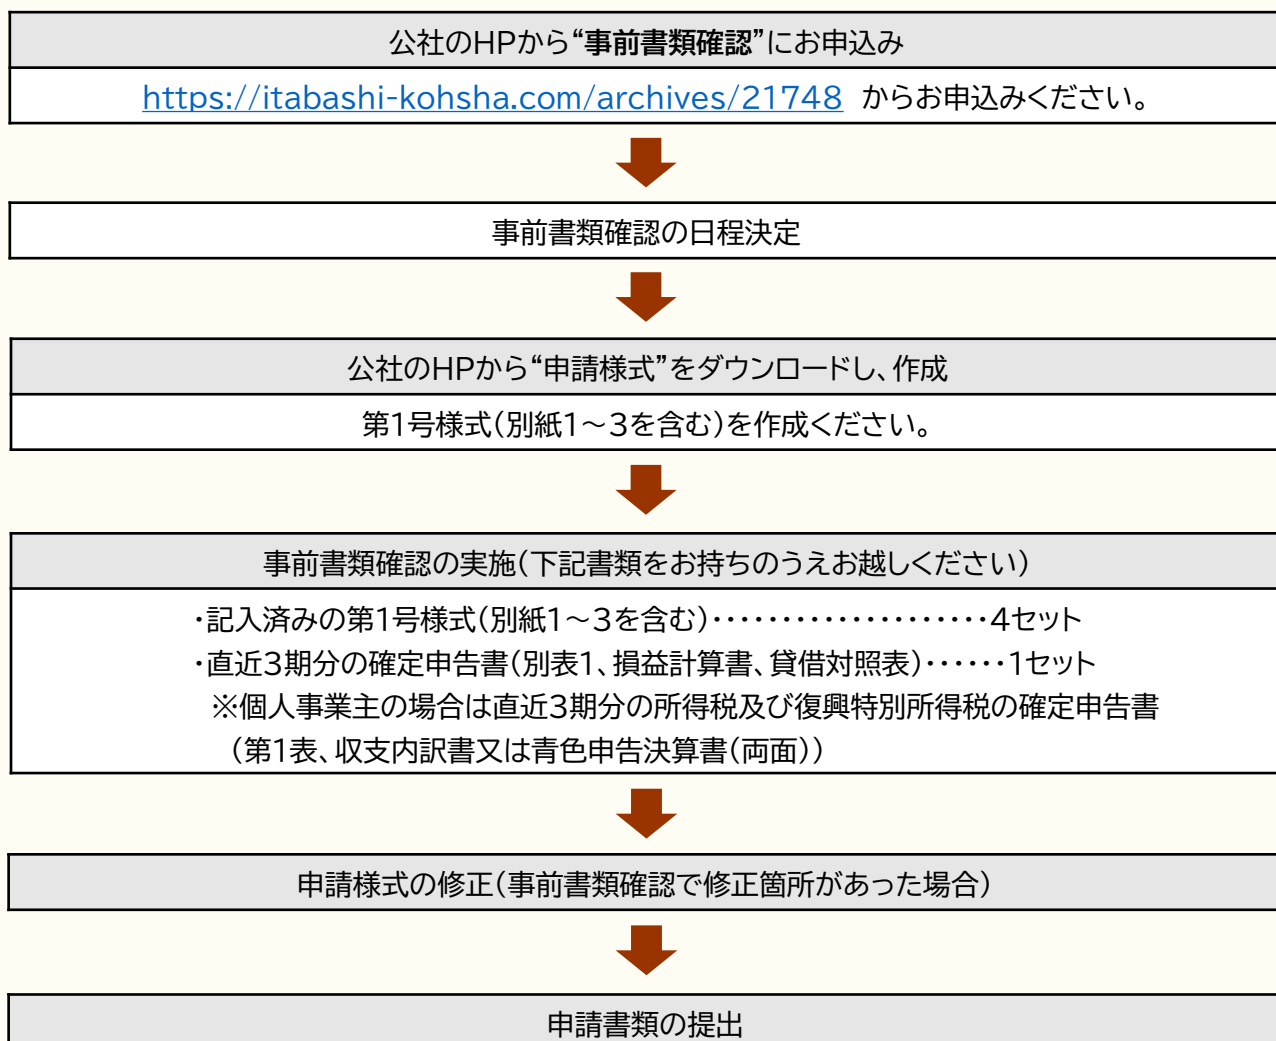 公社のHPから“事前書類確認”にお申込み
https://itabashi-kohsha.com/archives/21748 からお申込みください。
事前書類確認の日程決定
公社のHPから“申請様式”をダウンロードし、作成
第1号様式(別紙1～3を含む)を作成ください。
事前書類確認の実施(下記書類をお持ちのうえお越しください)
・記入済みの第1号様式(別紙1～3を含む)・・・・・・・・・・・・・・・・・・・・4セット
・直近3期分の確定申告書(別表1、損益計算書、貸借対照表)・・・・・・1セット
※個人事業主の場合は直近3期分の所得税及び復興特別所得税の確定申告書
(第1表、収支内訳書又は青色申告決算書(両面))
申請様式の修正(事前書類確認で修正箇所があった場合)
申請書類の提出